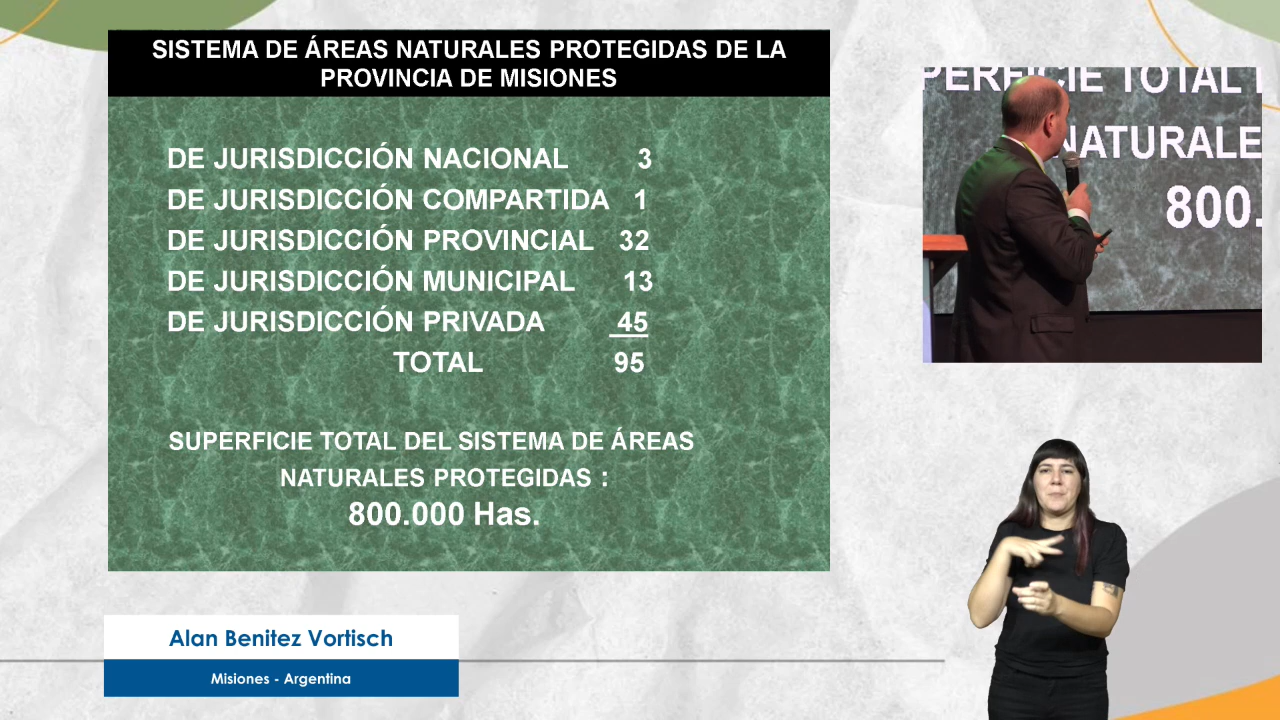 SISTEMA DE ÁREAS NATURALES PROTEGIDAS DE LA
PROVINCIA DE MISIONES
DE JURISDICCIÓN NACIONAL 3
DE JURISDICCIÓN COMPARTIDA 1
DE JURISDICCIÓN PROVINCIAL 32
DE JURISDICCIÓN MUNICIPAL 13
DE JURISDICCIÓN PRIVADA 45
TOTAL 95
SUPERFICIE TOTAL DEL SISTEMA DE ÁREAS
NATURALES PROTEGIDAS :
800.000 Has.
PERFICIE TOTAL
NATURALE
800.
Alan Benitez Vortisch
Misiones - Argentina